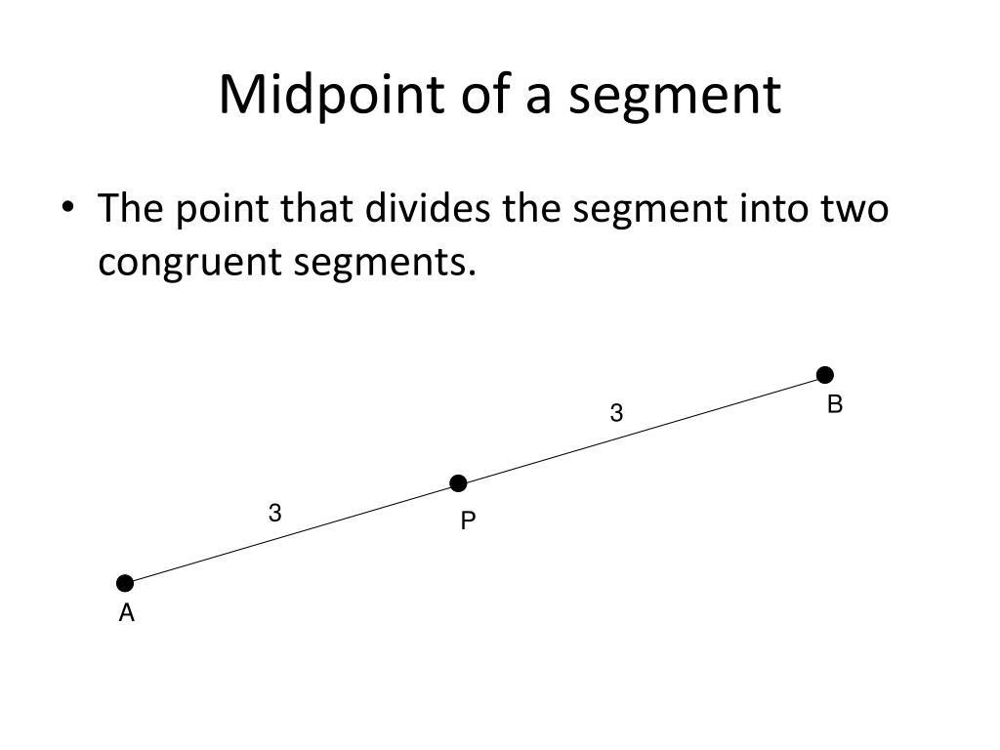 Midpoint of a segment
• The point that divides the segment into two
congruent segments.
B
3
P
3
A